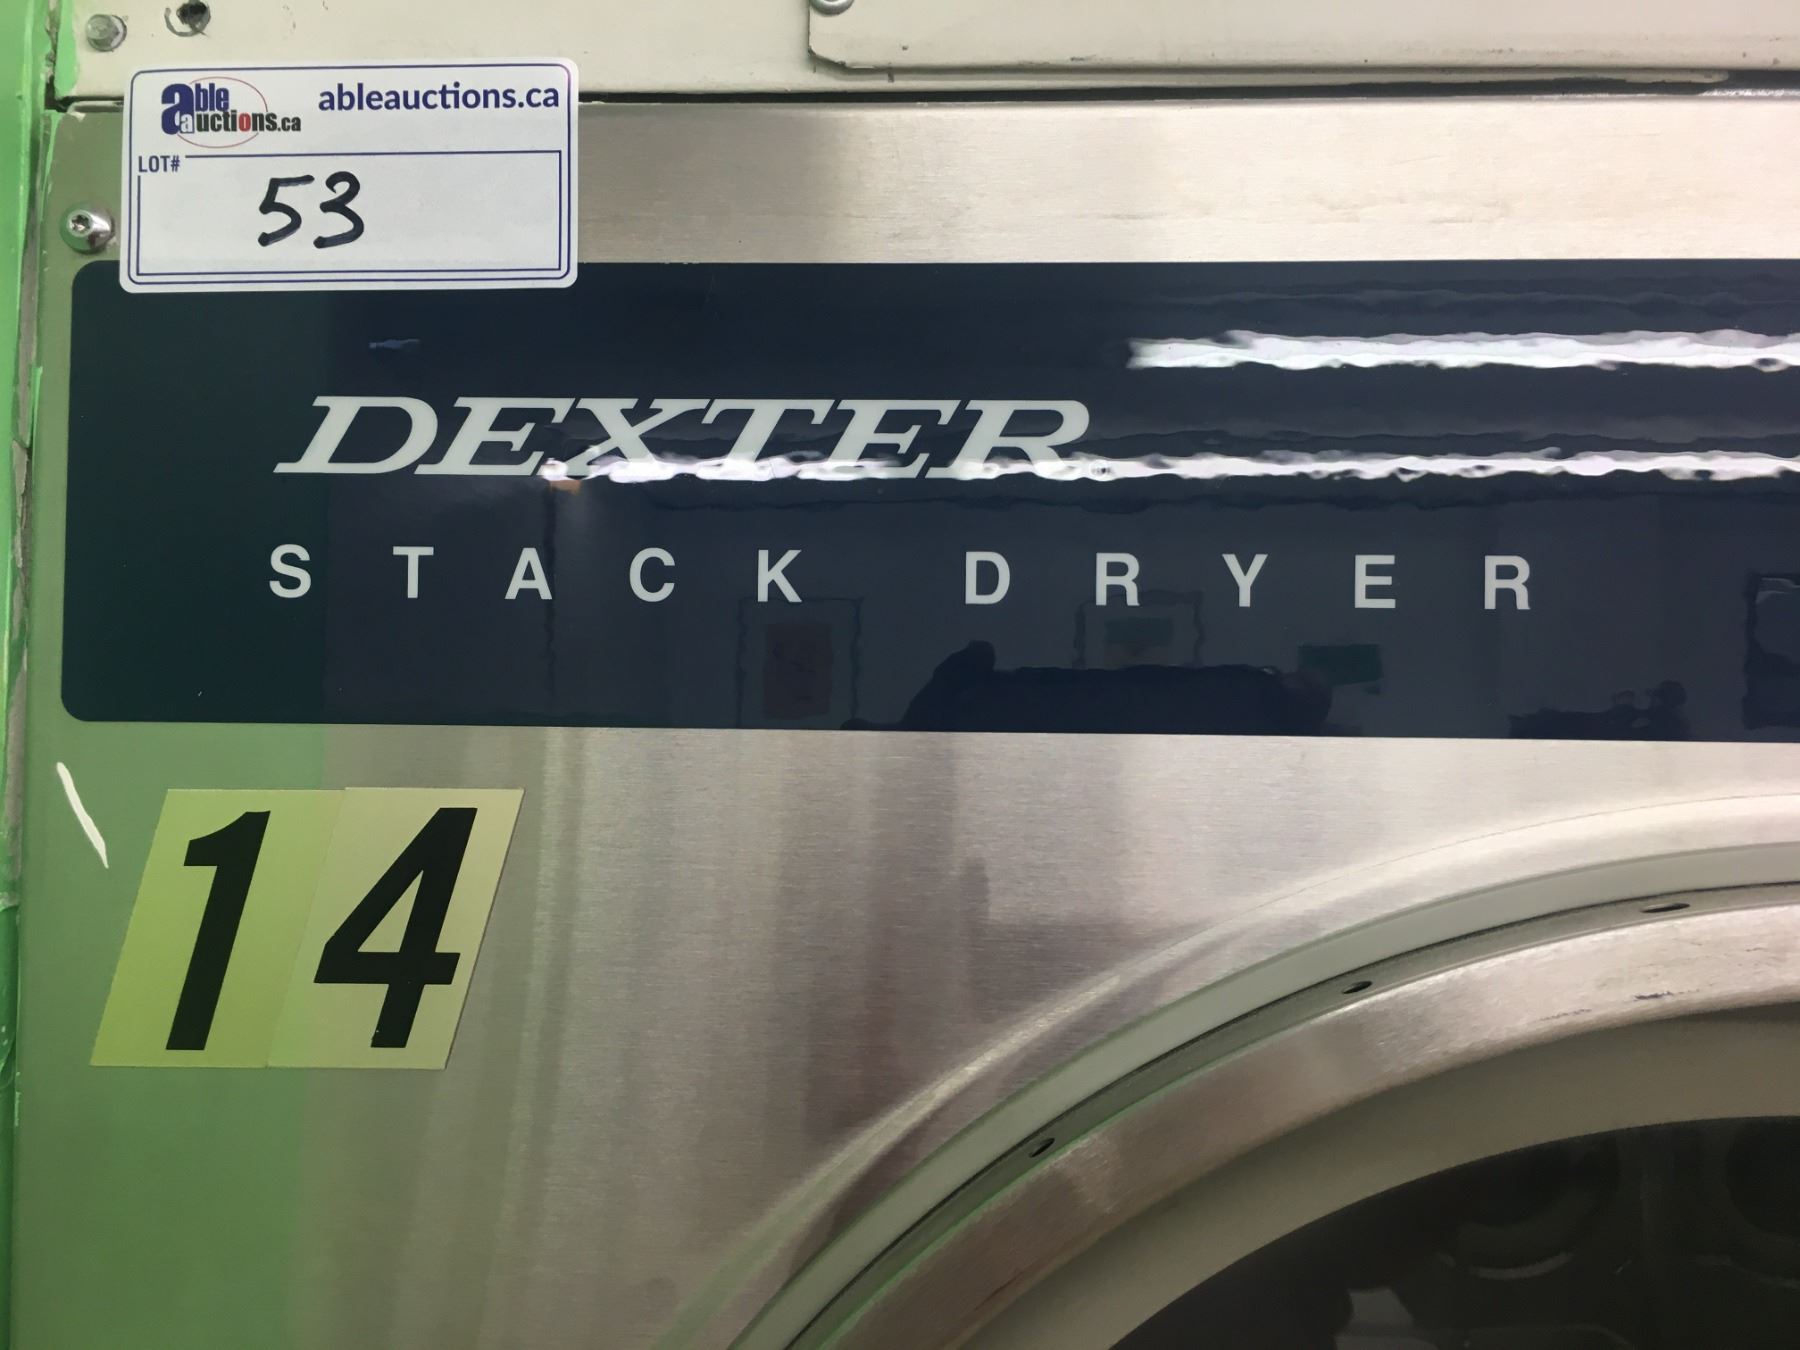 able auctions.ca
ableauctions.ca
LOT#
53
DEXTER
STACK DRYER
14